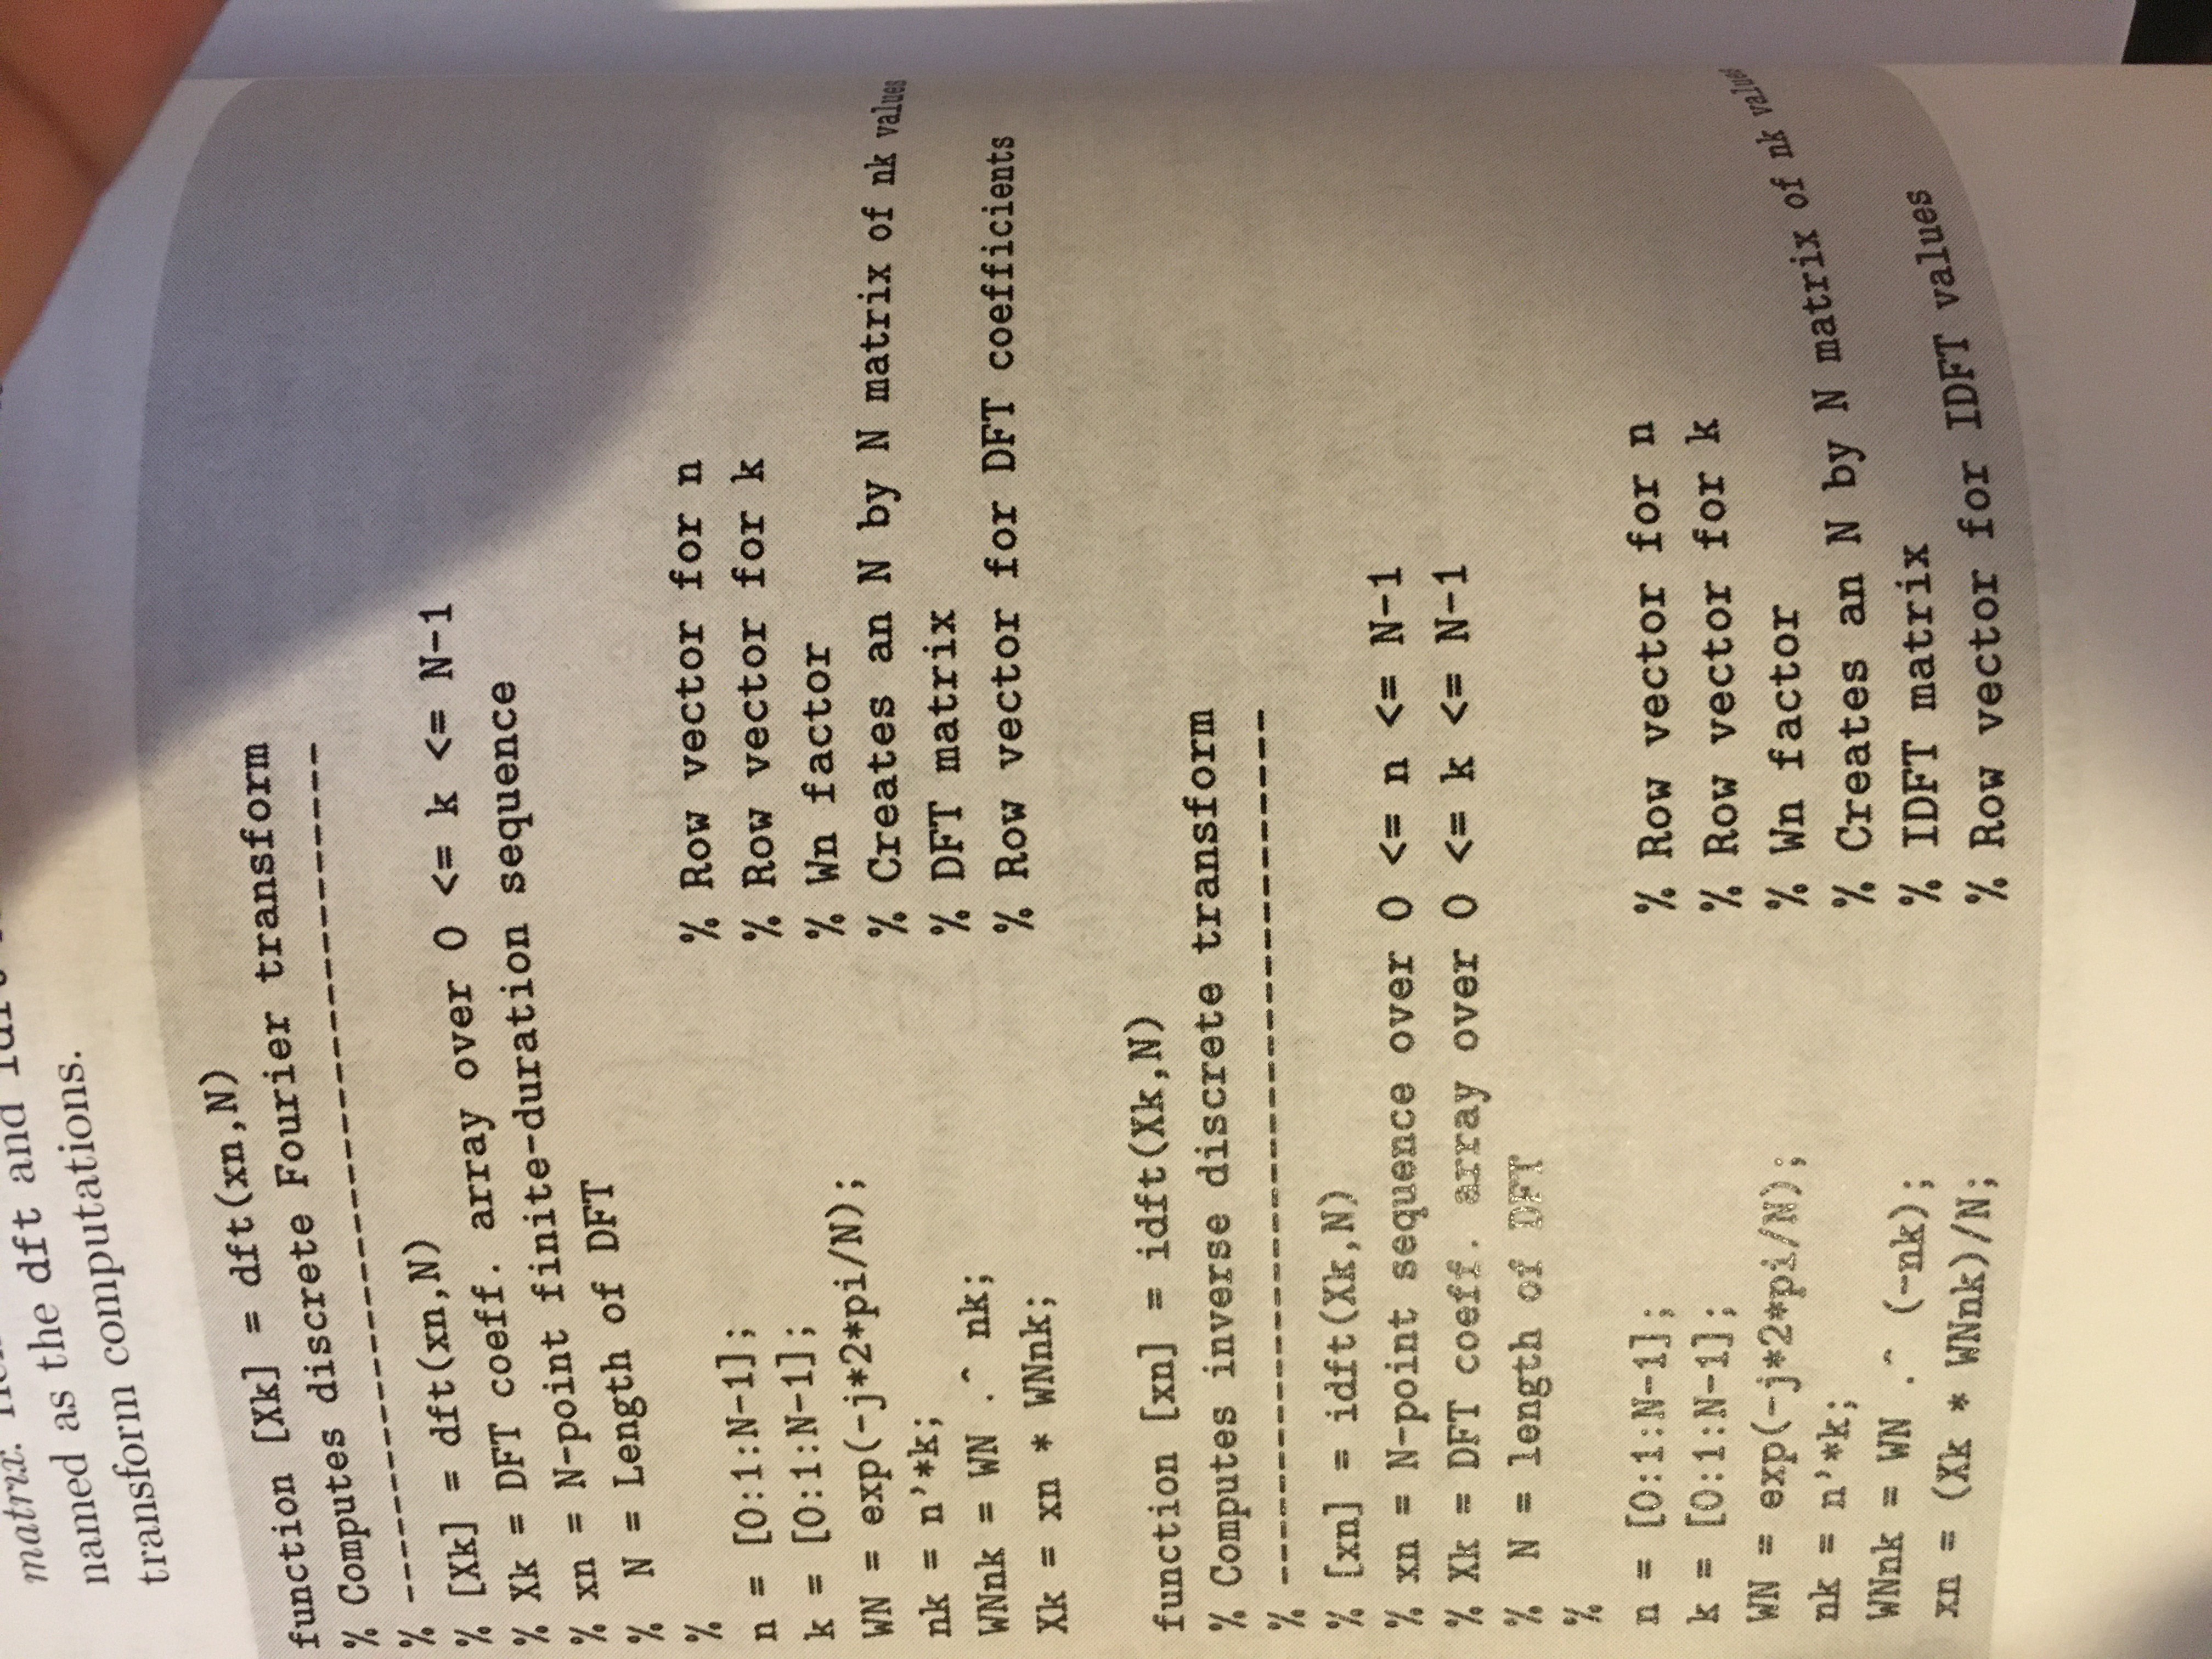 matrix.
named as the dft and
transform computations.
function [Xk] = dft(xn,N)
% Computes discrete Fourier transform
% -----------------------------------
% [Xk] = dft(xn,N)
% Xk = DFT coeff. array over 0 <= k <= N-1
% xn = N-point finite-duration sequence
%  N = Length of DFT
%
n = [0:1:N-1]; % Row vector for n
k = [0:1:N-1]; % Row vector for k
WN = exp(-j*2*pi/N); % Wn factor
nk = n'*k; % Creates an N by N matrix of nk values
WNnk = WN .^ nk; % DFT matrix
Xk = xn * WNnk; % Row vector for DFT coefficients
function [xn] = idft(Xk,N)
% Computes inverse discrete transform
% -----------------------------------
% [xn] = idft(Xk,N)
% xn = N-point sequence over 0 <= n <= N-1
% Xk = DFT coeff. array over 0 <= k <= N-1
%  N = length of DFT
%
n = [0:1:N-1]; % Row vector for n
k = [0:1:N-1]; % Row vector for k
WN = exp(-j*2*pi/N); % Wn factor
nk = n'*k; % Creates an N by N matrix of nk values
WNnk = WN .^ (-nk); % IDFT matrix
xn = (Xk * WNnk)/N; % Row vector for IDFT values